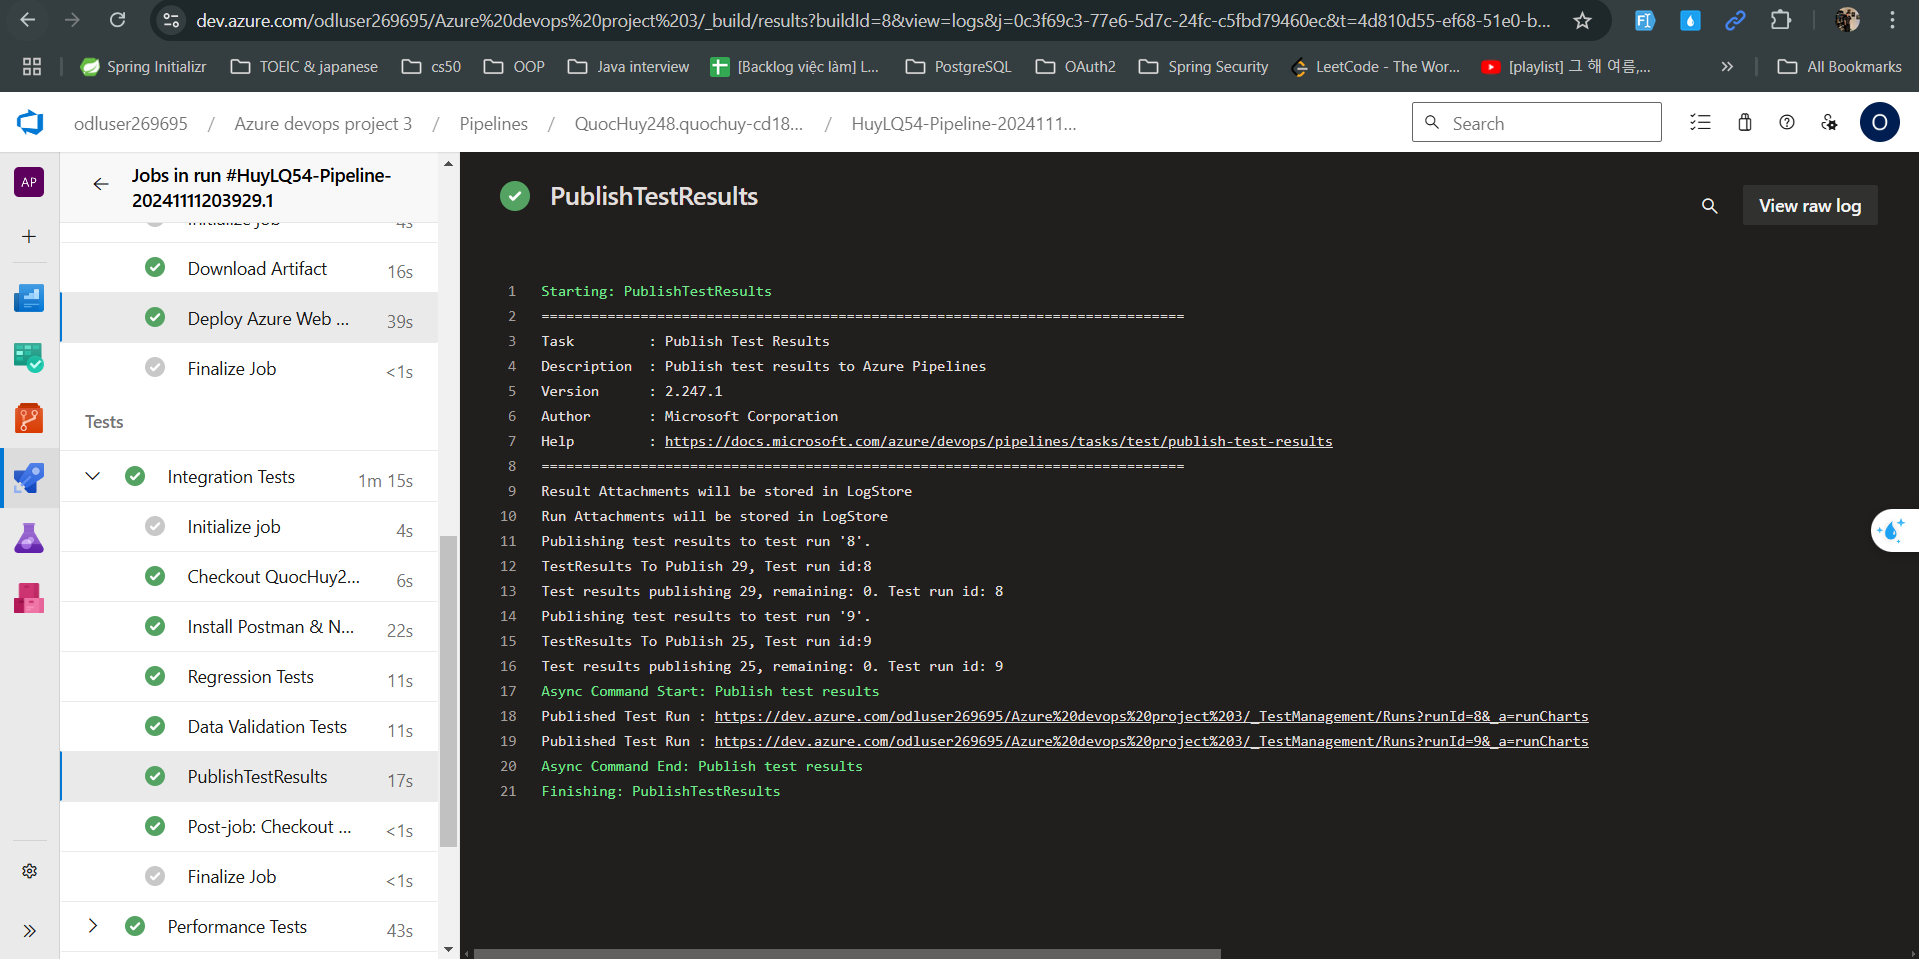 dev.azure.com/odluser269695/Azure%20devops%20project%203/_build/results?buildId=8&view=logs&j=0c3f69c3-77e6-5d7c-24fc-c5fbd79460ec&t=4d810d55-ef68-51e0-b...
Spring Initializr
TOEIC & japanese
cs50
OOP
Java interview
[Backlog việc làm] L...
PostgreSQL
OAuth2
Spring Security
LeetCode - The Wor...
[playlist] 그 해 여름,...
All Bookmarks
odluser269695 / Azure devops project 3 / Pipelines / QuocHuy248.quochuy-cd18... / HuyLQ54-Pipeline-2024111...
Search
O
AP
Jobs in run #HuyLQ54-Pipeline-
20241111203929.1
Initialize job 4s
Download Artifact 16s
Deploy Azure Web ... 39s
Finalize Job <1s
Tests
Integration Tests 1m 15s
Initialize job 4s
Checkout QuocHuy2... 6s
Install Postman & N... 22s
Regression Tests 11s
Data Validation Tests 11s
PublishTestResults 17s
Post-job: Checkout ... <1s
Finalize Job <1s
Performance Tests 43s
PublishTestResults
View raw log
1 Starting: PublishTestResults
2 ==============================================================================
3 Task : Publish Test Results
4 Description : Publish test results to Azure Pipelines
5 Version : 2.247.1
6 Author : Microsoft Corporation
7 Help : https://docs.microsoft.com/azure/devops/pipelines/tasks/test/publish-test-results
8 ==============================================================================
9 Result Attachments will be stored in LogStore
10 Run Attachments will be stored in LogStore
11 Publishing test results to test run '8'.
12 TestResults To Publish 29, Test run id:8
13 Test results publishing 29, remaining: 0. Test run id: 8
14 Publishing test results to test run '9'.
15 TestResults To Publish 25, Test run id:9
16 Test results publishing 25, remaining: 0. Test run id: 9
17 Async Command Start: Publish test results
18 Published Test Run : https://dev.azure.com/odluser269695/Azure%20devops%20project%203/_TestManagement/Runs?runId=8&_a=runCharts
19 Published Test Run : https://dev.azure.com/odluser269695/Azure%20devops%20project%203/_TestManagement/Runs?runId=9&_a=runCharts
20 Async Command End: Publish test results
21 Finishing: PublishTestResults